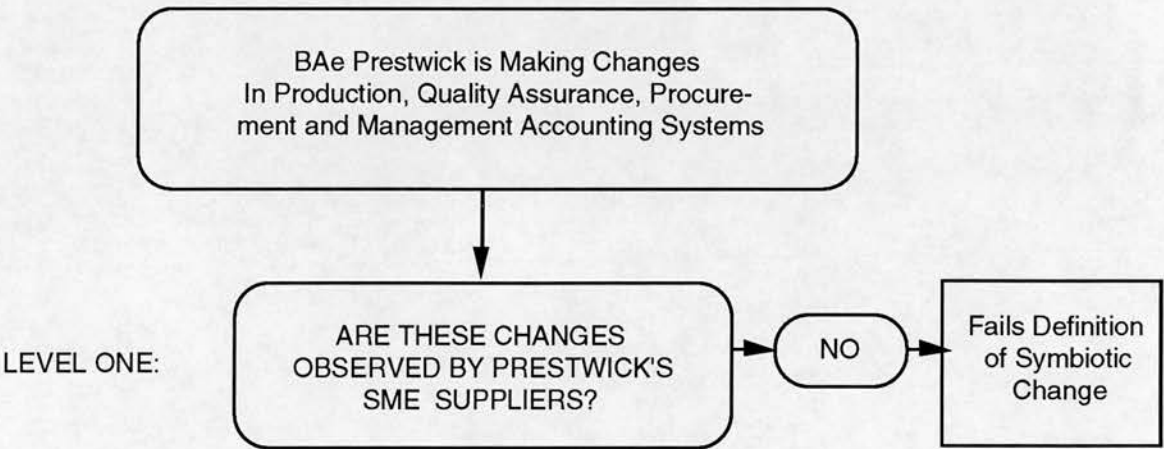 BAe Prestwick is Making Changes
In Production, Quality Assurance, Procure-
ment and Management Accounting Systems
LEVEL ONE:
ARE THESE CHANGES
OBSERVED BY PRESTWICK'S
SME SUPPLIERS?
NO
Fails Definition
of Symbiotic
Change